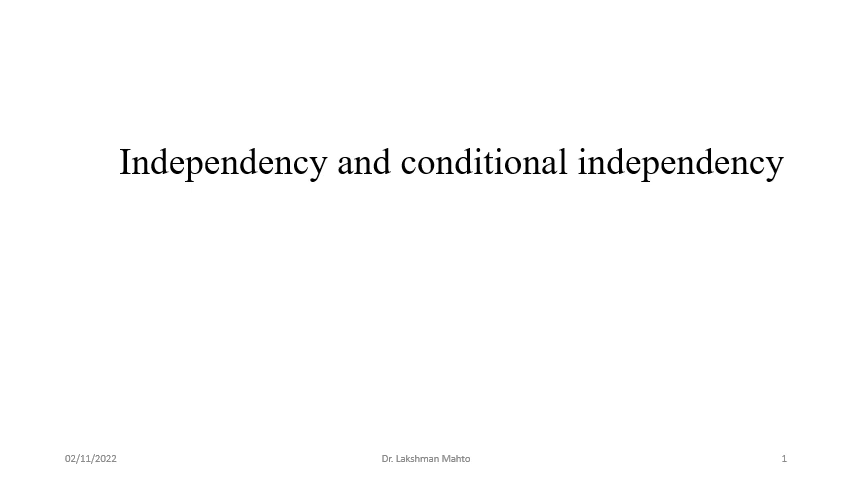 Independency and conditional independency
02/11/2022
Dr. Lakshman Mahto
1